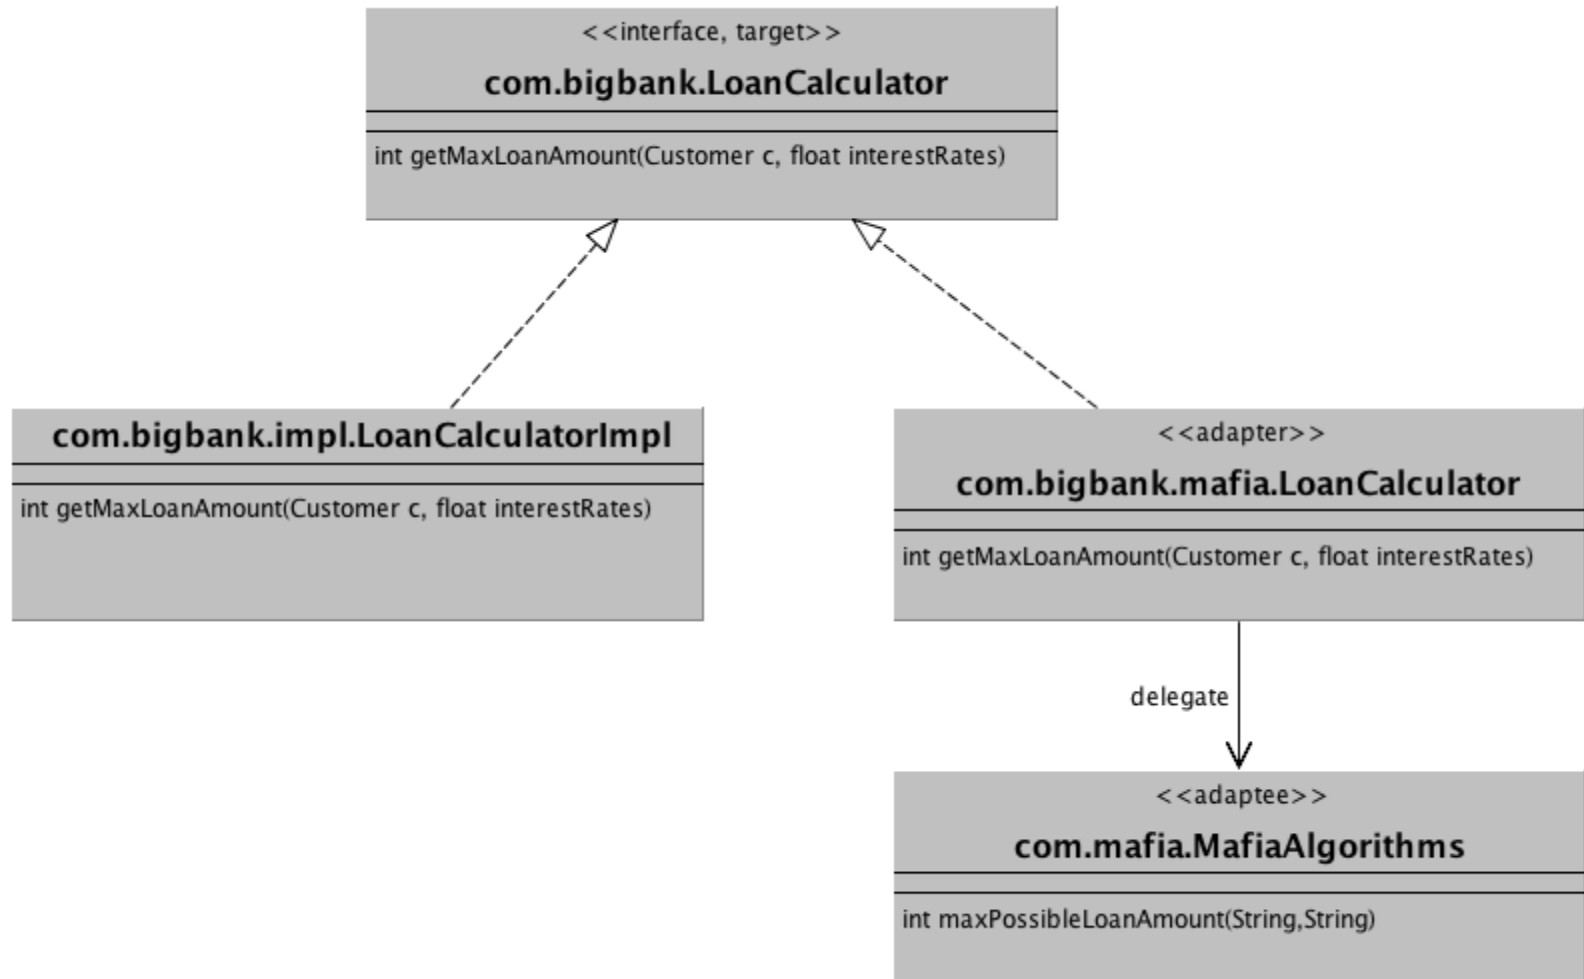 <<interface, target>>
com.bigbank.LoanCalculator
int getMaxLoanAmount(Customer c, float interestRates)
com.bigbank.impl.LoanCalculatorImpl
int getMaxLoanAmount(Customer c, float interestRates)
<<adapter>>
com.bigbank.mafia.LoanCalculator
int getMaxLoanAmount(Customer c, float interestRates)
delegate
<<adaptee>>
com.mafia.MafiaAlgorithms
int maxPossibleLoanAmount(String,String)